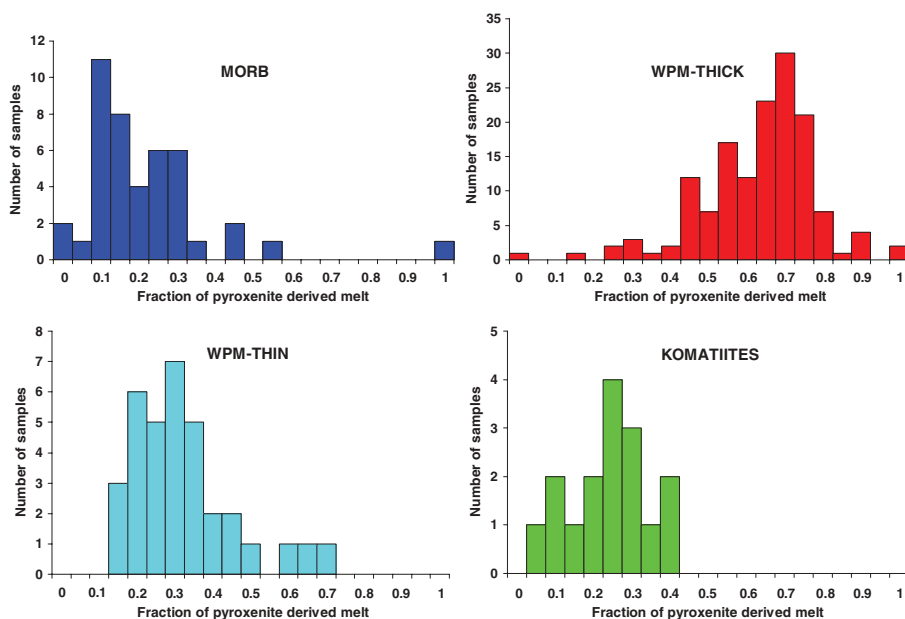 MORB
Number of samples
12
10
8
6
4
2
0
0 0.1 0.2 0.3 0.4 0.5 0.6 0.7 0.8 0.9 1
Fraction of pyroxenite derived melt
WPM-THICK
Number of samples
35
30
25
20
15
10
5
0
0 0.1 0.2 0.3 0.4 0.5 0.6 0.7 0.8 0.9 1
Fraction of pyroxenite derived melt
WPM-THIN
Number of samples
8
7
6
5
4
3
2
1
0
0 0.1 0.2 0.3 0.4 0.5 0.6 0.7 0.8 0.9 1
Fraction of pyroxenite derived melt
KOMATIITES
Number of samples
5
4
3
2
1
0
0 0.1 0.2 0.3 0.4 0.5 0.6 0.7 0.8 0.9 1
Fraction of pyroxenite derived melt